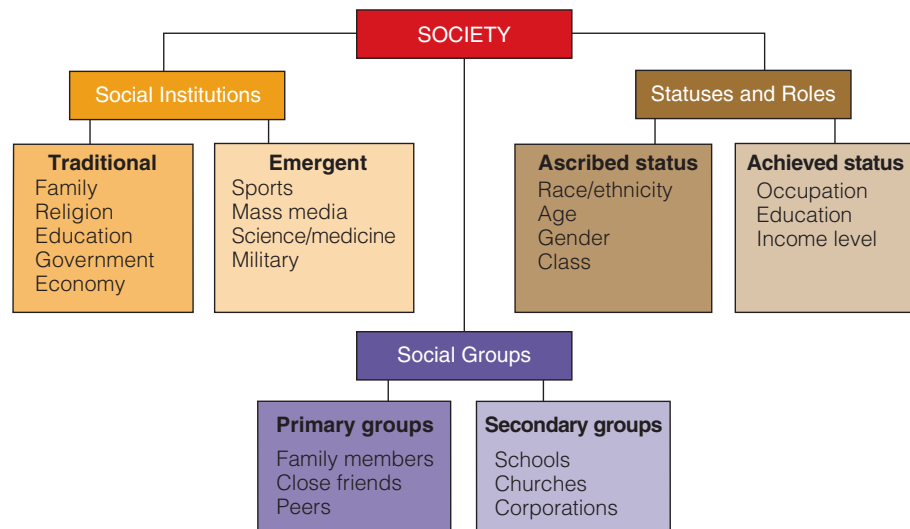 SOCIETY
Social Institutions
Statuses and Roles
Traditional
Family
Religion
Education
Government
Economy
Emergent
Sports
Mass media
Science/medicine
Military
Ascribed status
Race/ethnicity
Age
Gender
Class
Achieved status
Occupation
Education
Income level
Social Groups
Primary groups
Family members
Close friends
Peers
Secondary groups
Schools
Churches
Corporations